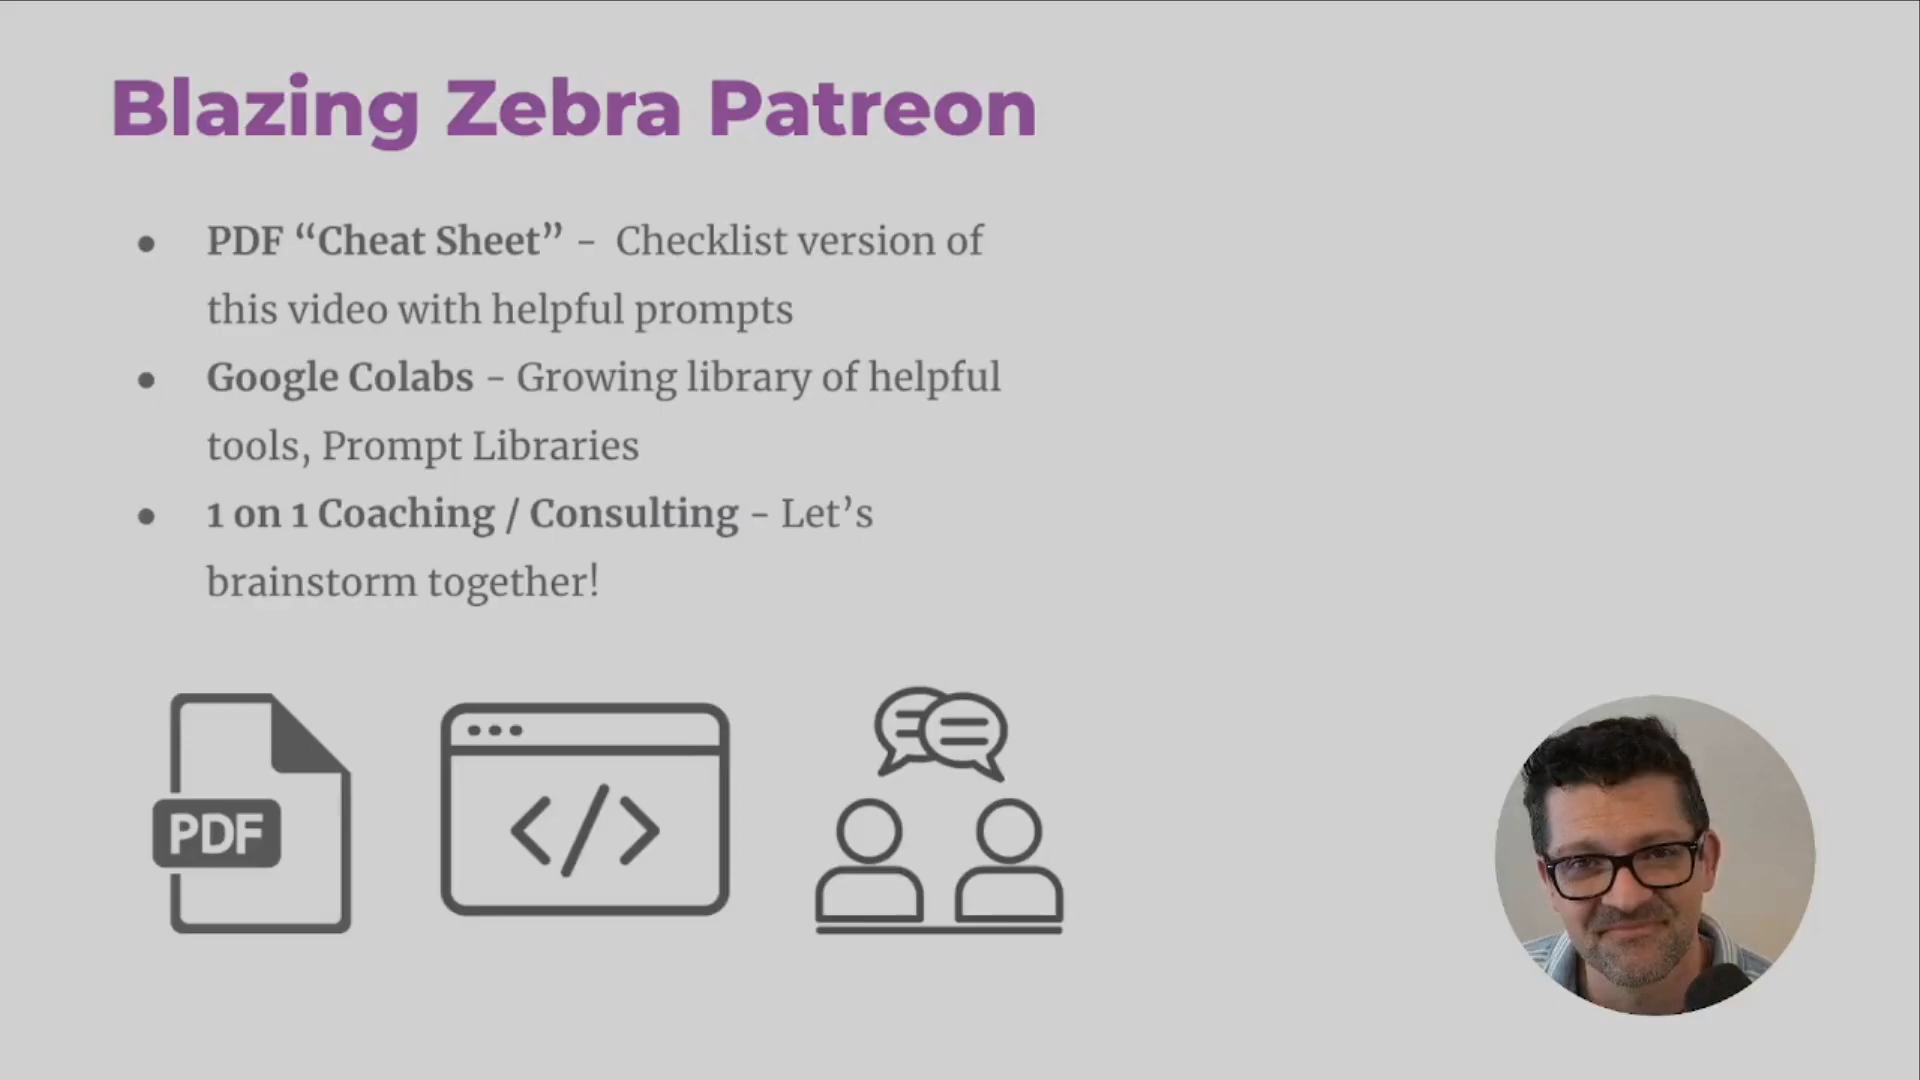 Blazing Zebra Patreon
● PDF “Cheat Sheet” - Checklist version of
this video with helpful prompts
● Google Colabs - Growing library of helpful
tools, Prompt Libraries
● 1 on 1 Coaching / Consulting - Let’s
brainstorm together!
PDF
</>